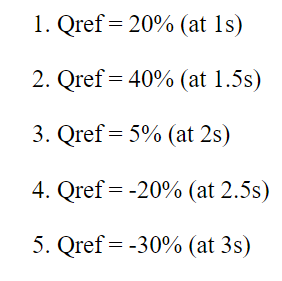 1. Qref = 20% (at 1s)
2. Qref = 40% (at 1.5s)
3. Qref = 5% (at 2s)
4. Qref = -20% (at 2.5s)
5. Qref = -30% (at 3s)